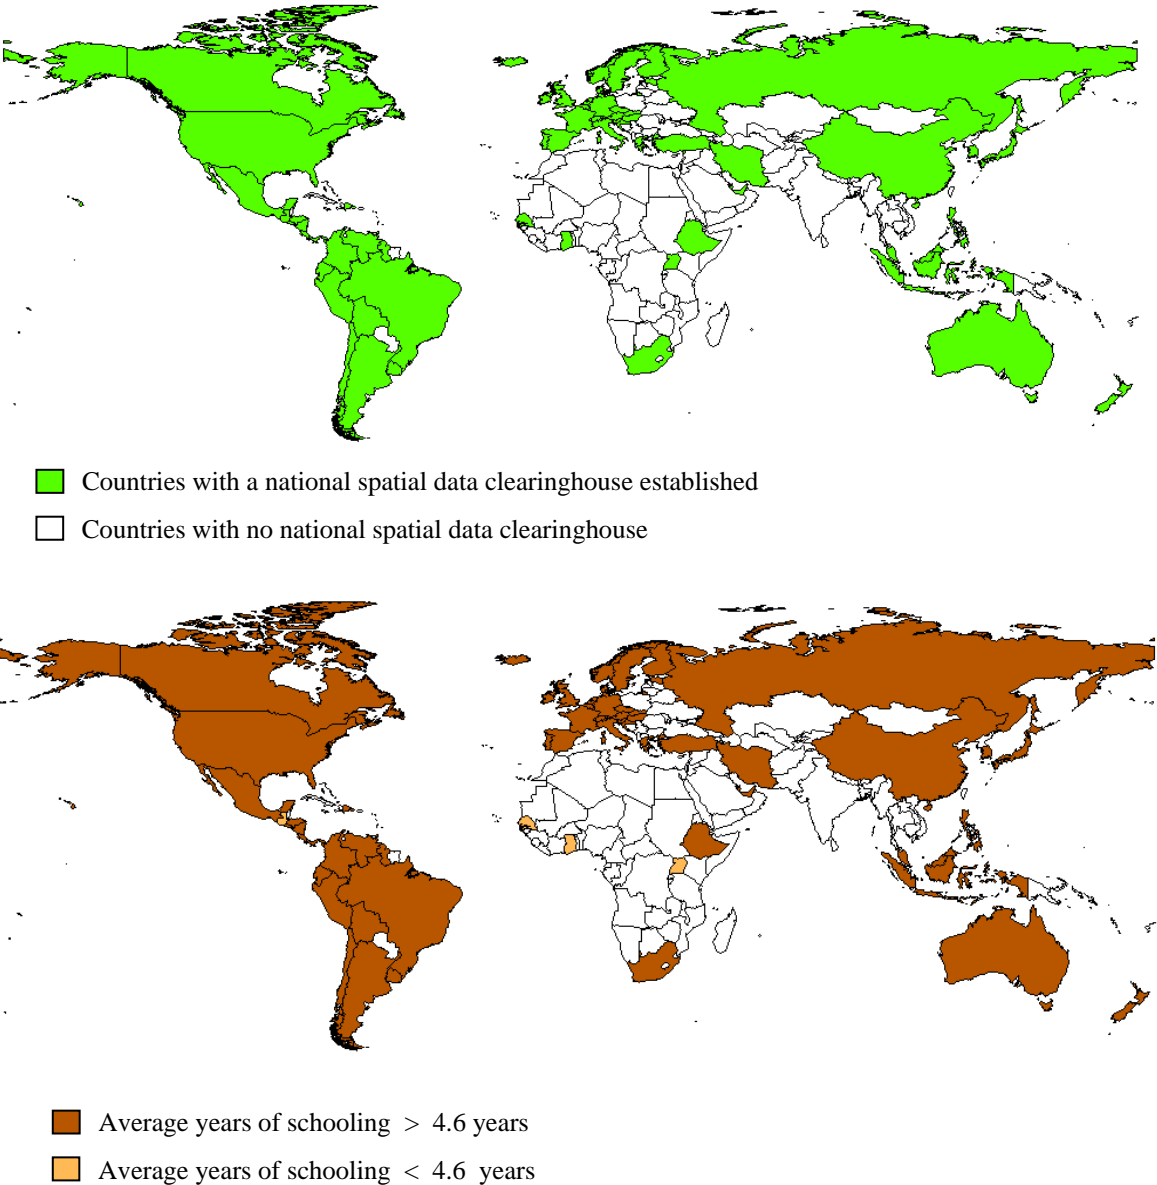 Countries with a national spatial data clearinghouse established
Countries with no national spatial data clearinghouse
Average years of schooling > 4.6 years
Average years of schooling < 4.6 years